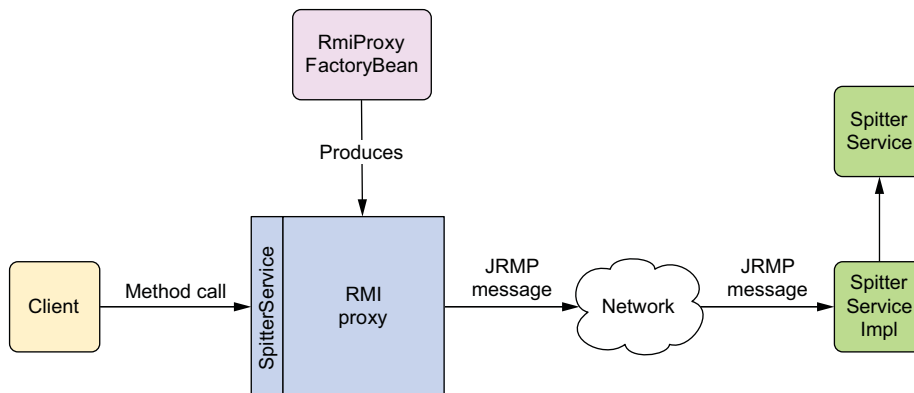 RmiProxy
FactoryBean
Produces
Spitter
Service
Client
Method call
SpitterService
RMI
proxy
JRMP
message
Network
JRMP
message
Spitter
Service
Impl